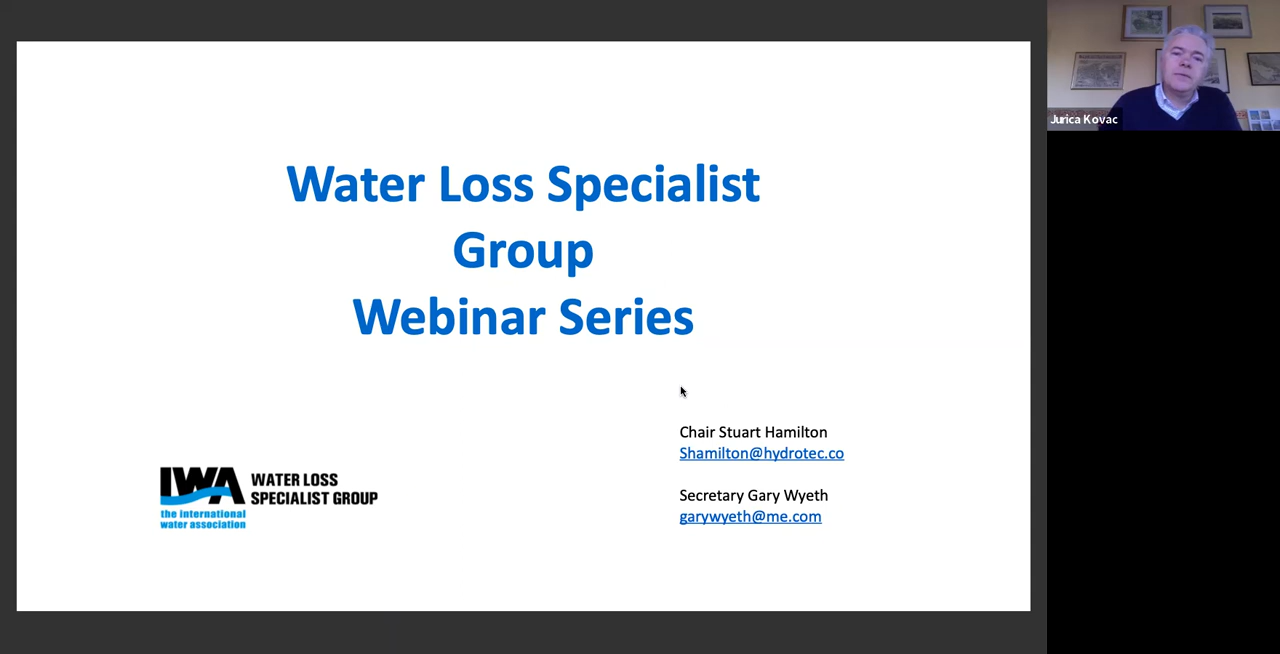 Water Loss Specialist
Group
Webinar Series
Chair Stuart Hamilton
Shamilton@hydrotec.co
Secretary Gary Wyeth
garywyeth@me.com
IWA
the international
water association
WATER LOSS
SPECIALIST GROUP
Jurica Kovac